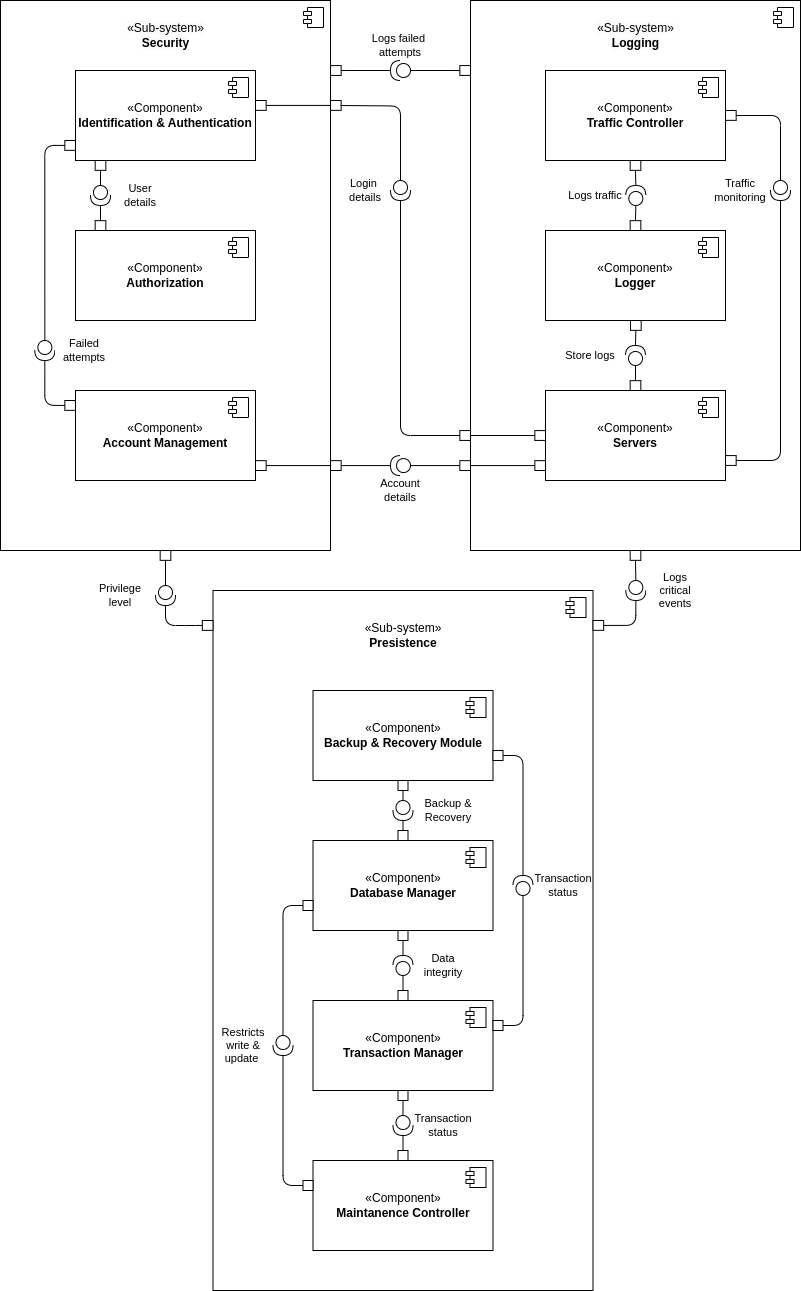 «Sub-system»
Security
«Component»
Identification & Authentication
User
details
«Component»
Authorization
Failed
attempts
«Component»
Account Management
Logs failed
attempts
Login
details
Account
details
«Sub-system»
Logging
«Component»
Traffic Controller
Logs traffic
Traffic
monitoring
«Component»
Logger
Store logs
«Component»
Servers
Privilege
level
Logs
critical
events
«Sub-system»
Presistence
«Component»
Backup & Recovery Module
Backup &
Recovery
«Component»
Database Manager
Transaction
status
Data
integrity
Restricts
write &
update
«Component»
Transaction Manager
Transaction
status
«Component»
Maintanence Controller